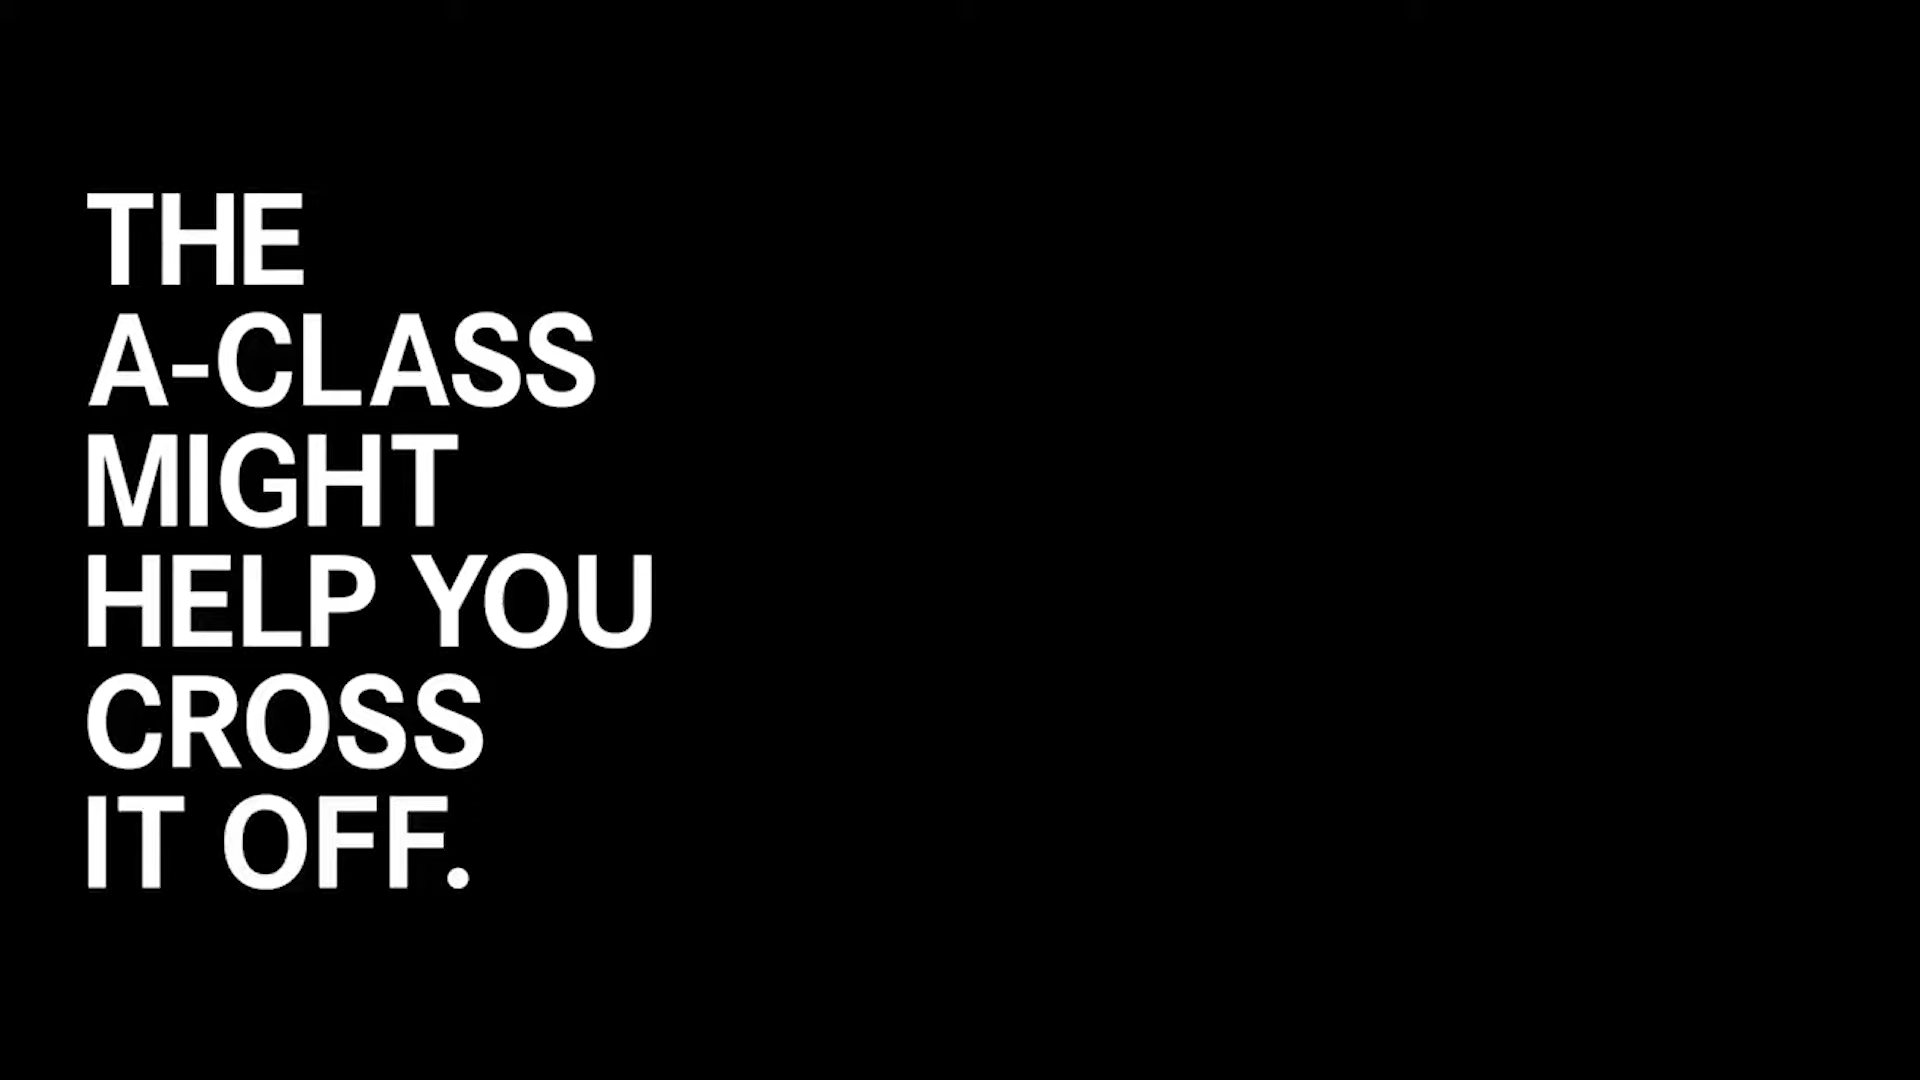 THE
A-CLASS
MIGHT
HELP YOU
CROSS
IT OFF.